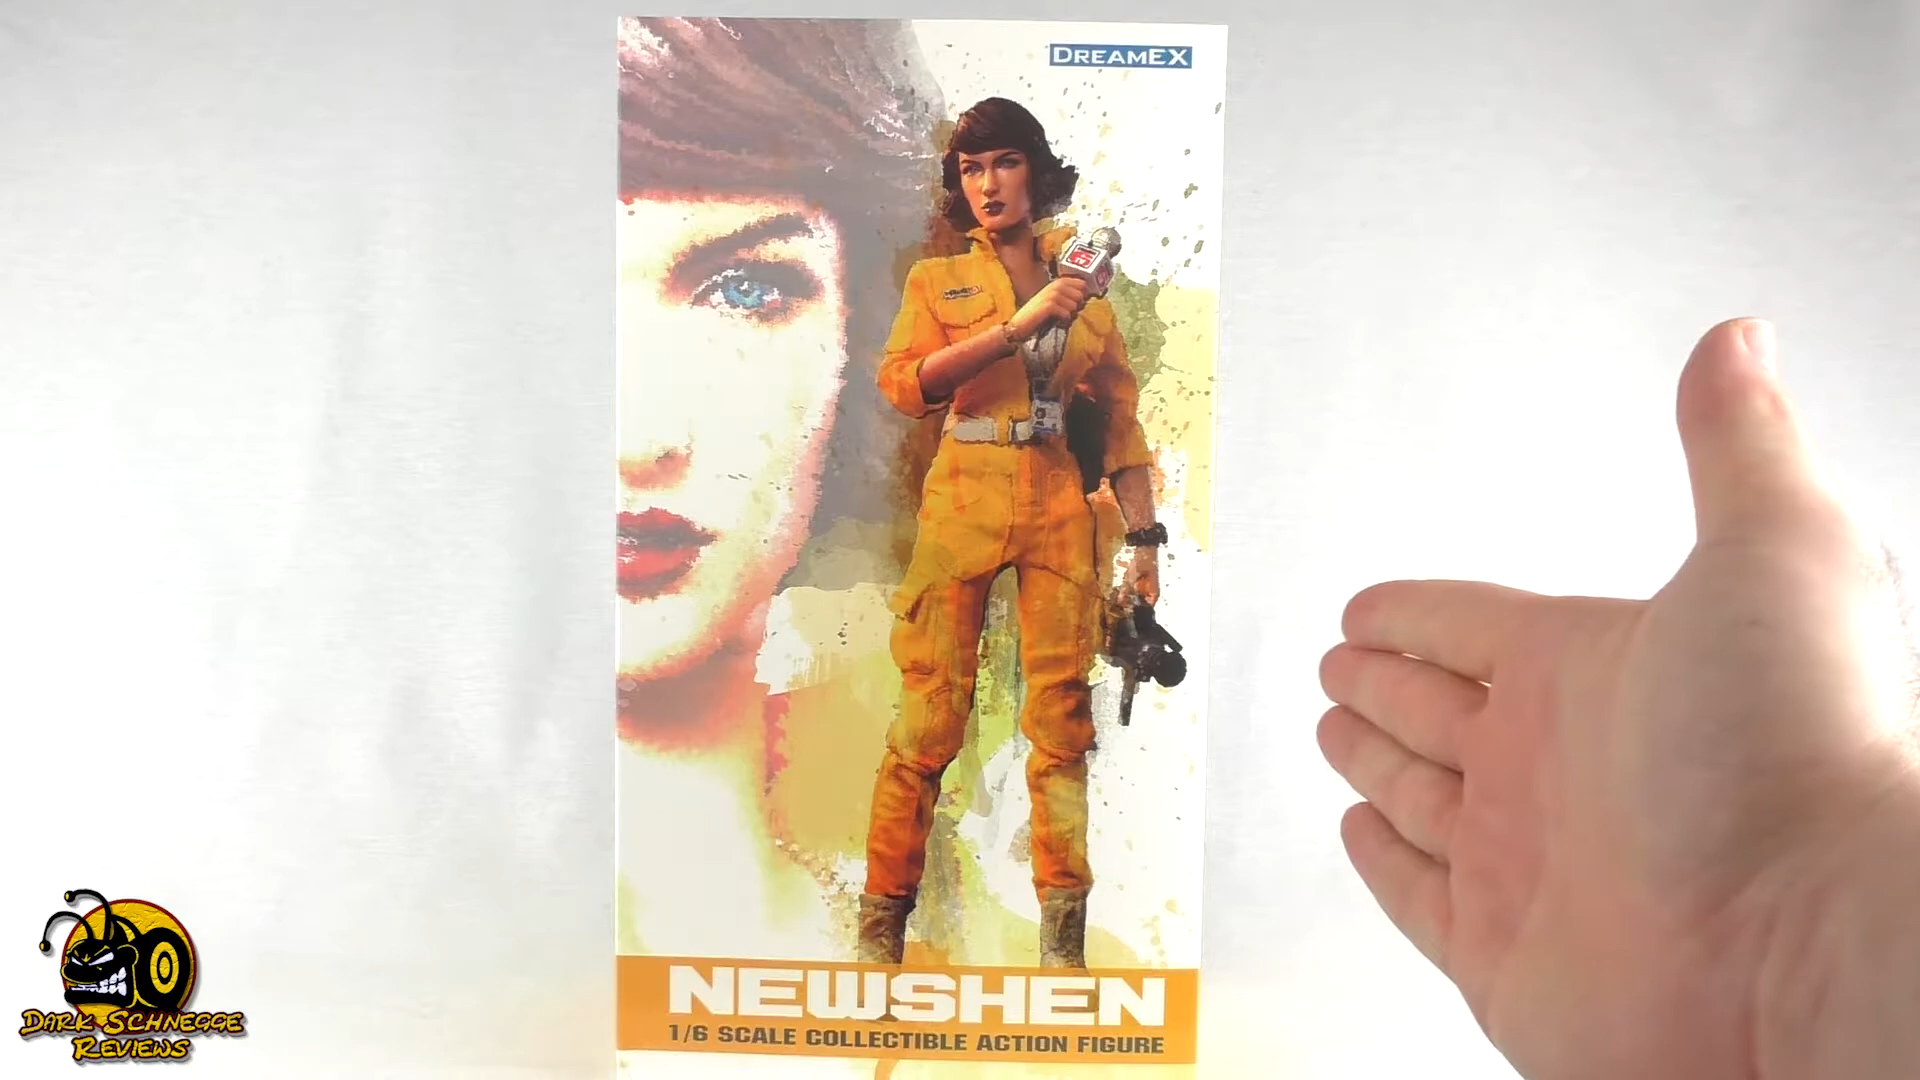 DREAMEX
NEWSHEN
1/6 SCALE COLLECTIBLE ACTION FIGURE
DARK SCHNEGGE
REVIEWS